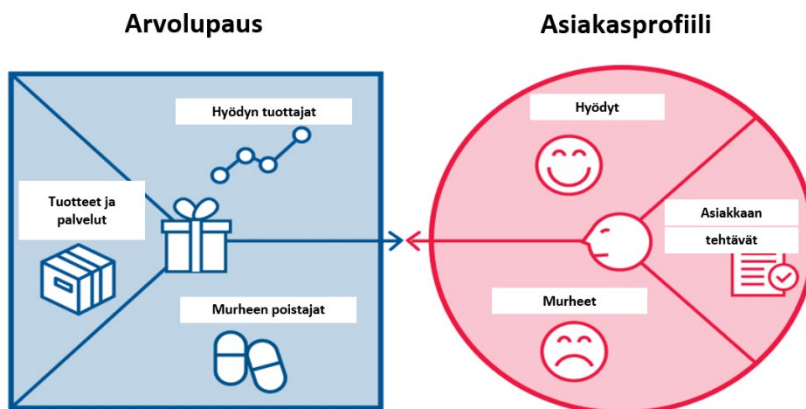 Arvolupaus
Asiakasprofiili
Hyödyn tuottajat
Tuotteet ja
palvelut
Murheen poistajat
Hyödyt
Asiakkaan
tehtävät
Murheet